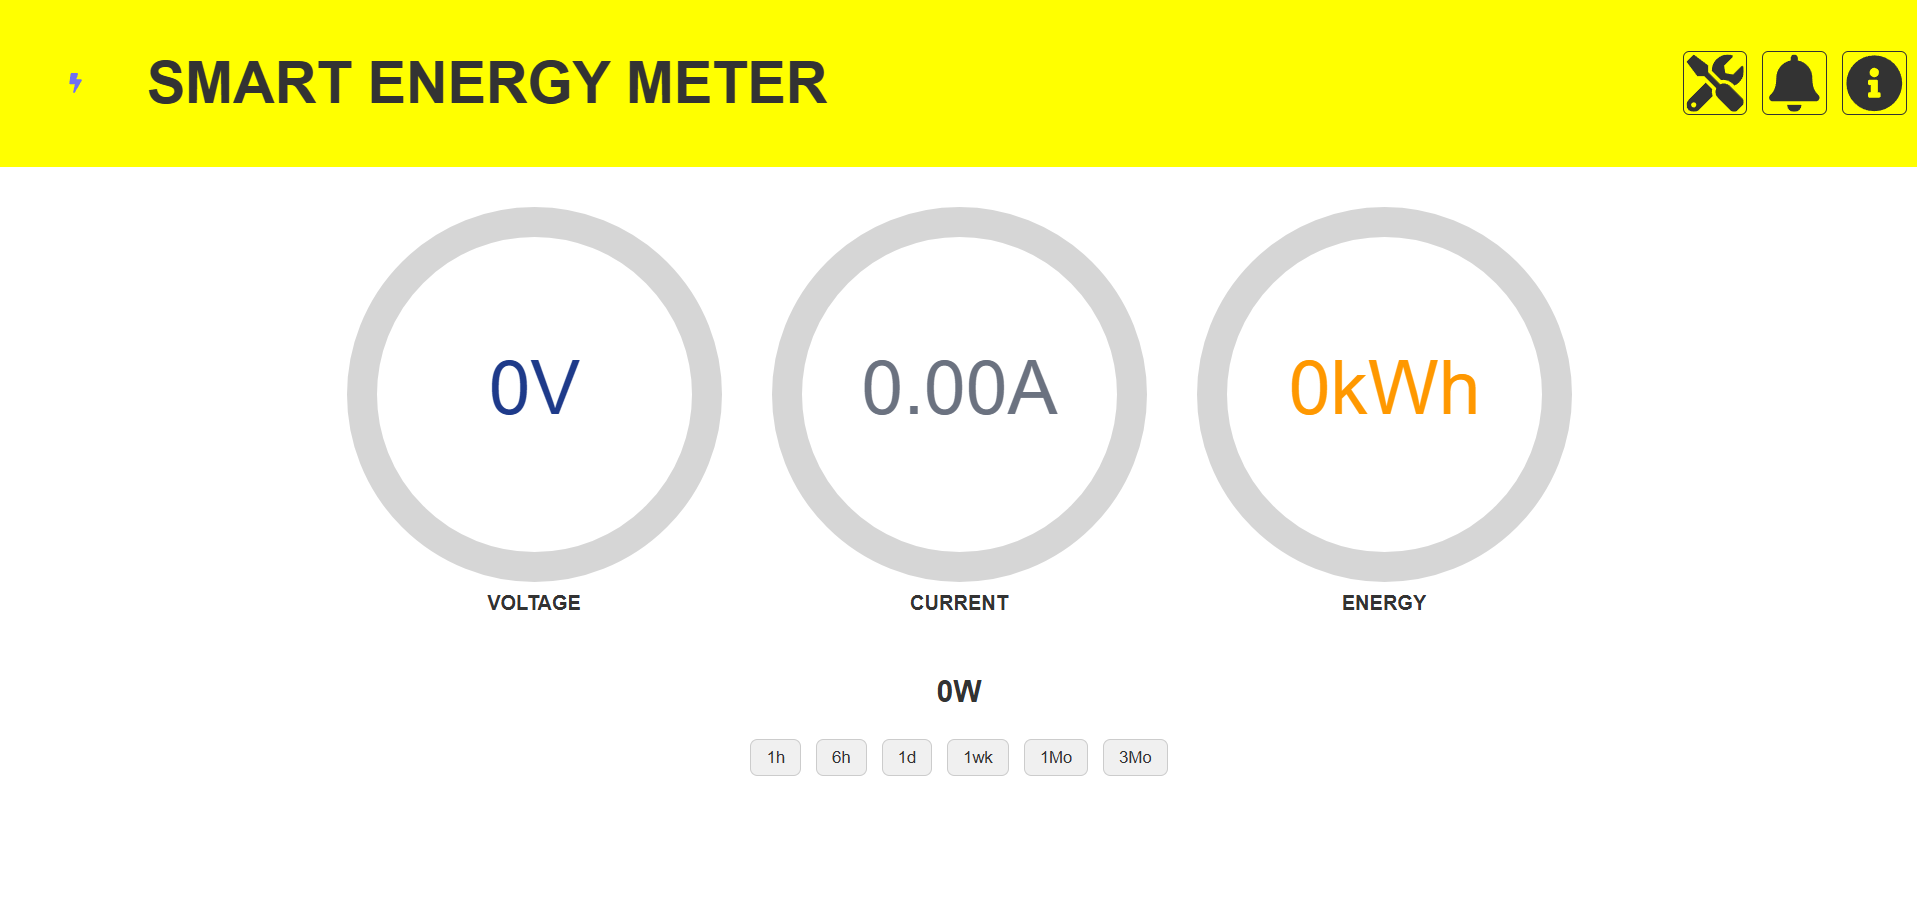 SMART ENERGY METER
0V
0.00A
0kWh
VOLTAGE
CURRENT
ENERGY
0W
1h
6h
1d
1wk
1Mo
3Mo